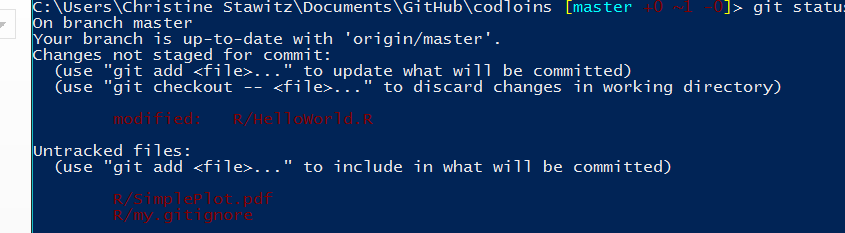 C:\Users\Christine Stawitz\Documents\GitHub\codloins [master +0 ~1 -0]> git status
On branch master
Your branch is up-to-date with 'origin/master'.
Changes not staged for commit:
  (use "git add <file>..." to update what will be committed)
  (use "git checkout -- <file>..." to discard changes in working directory)
        modified:   R/HelloWorld.R
Untracked files:
  (use "git add <file>..." to include in what will be committed)
        R/SimplePlot.pdf
        R/my.gitignore